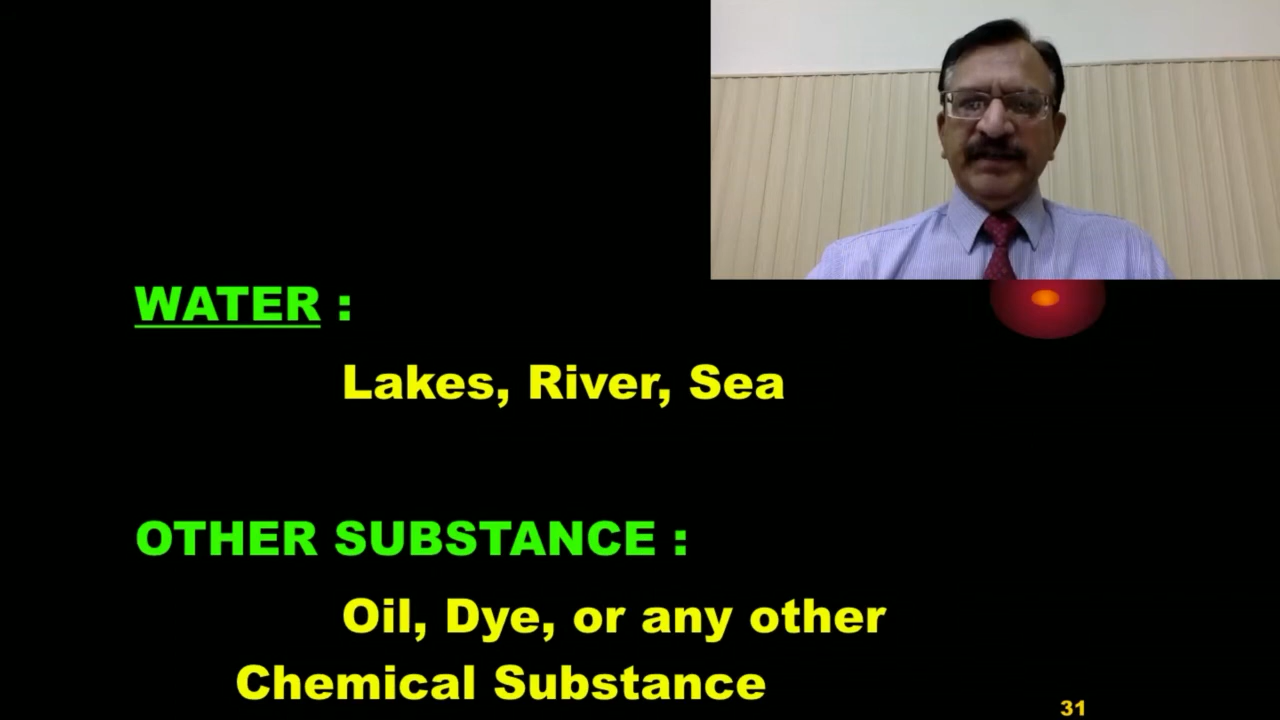 WATER :
Lakes, River, Sea
OTHER SUBSTANCE :
Oil, Dye, or any other
Chemical Substance
31